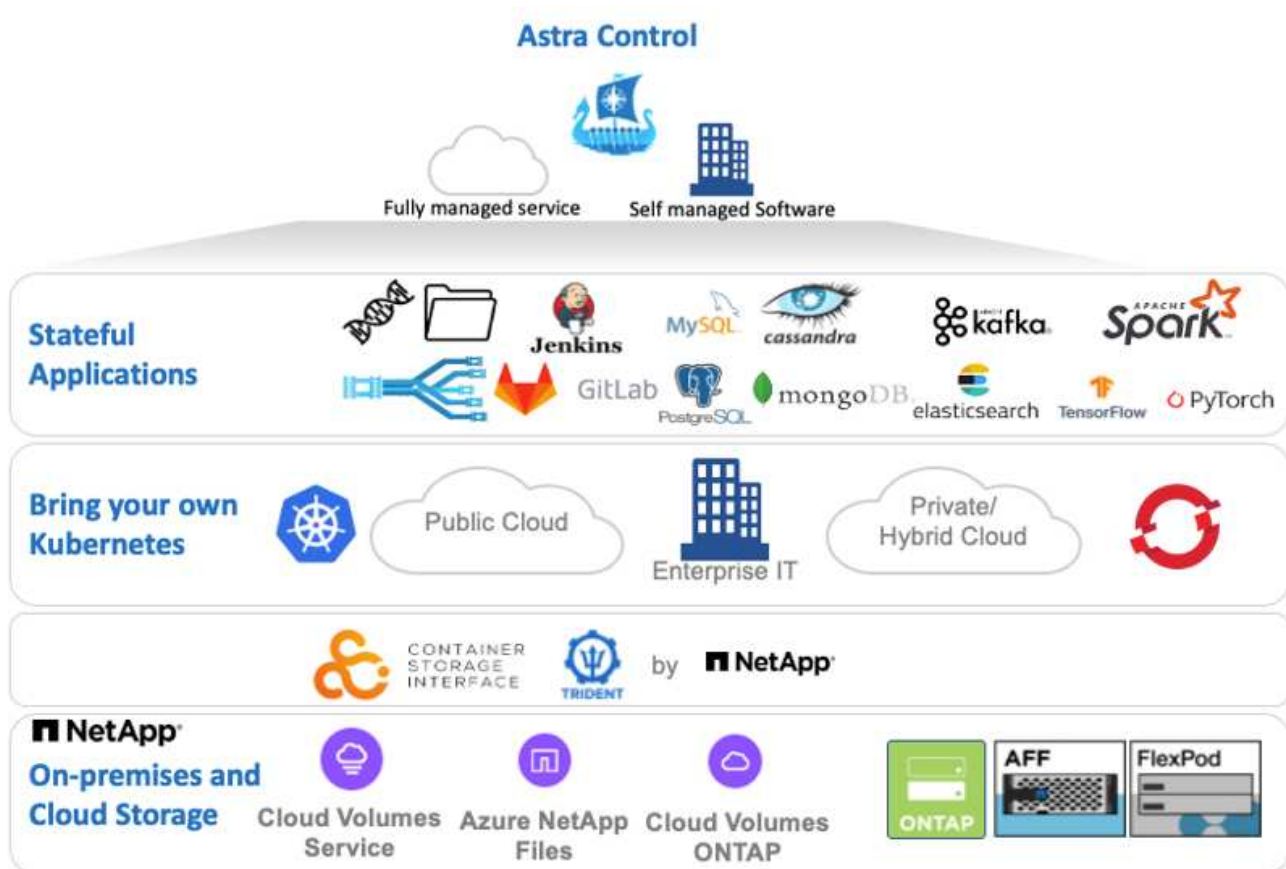 Astra Control
Fully managed service
Self managed Software
Stateful
Applications
Jenkins
MySQL
cassandra
APACHE
kafka
APACHE
Spark
GitLab
PostgreSQL
mongoDB
elasticsearch
TensorFlow
PyTorch
Bring your own
Kubernetes
Public Cloud
Enterprise IT
Private/
Hybrid Cloud
CONTAINER
STORAGE
INTERFACE
TRIDENT
by
NetApp
NetApp
On-premises and
Cloud Storage
Cloud Volumes
Service
Azure NetApp
Files
Cloud Volumes
ONTAP
ONTAP
AFF
FlexPod